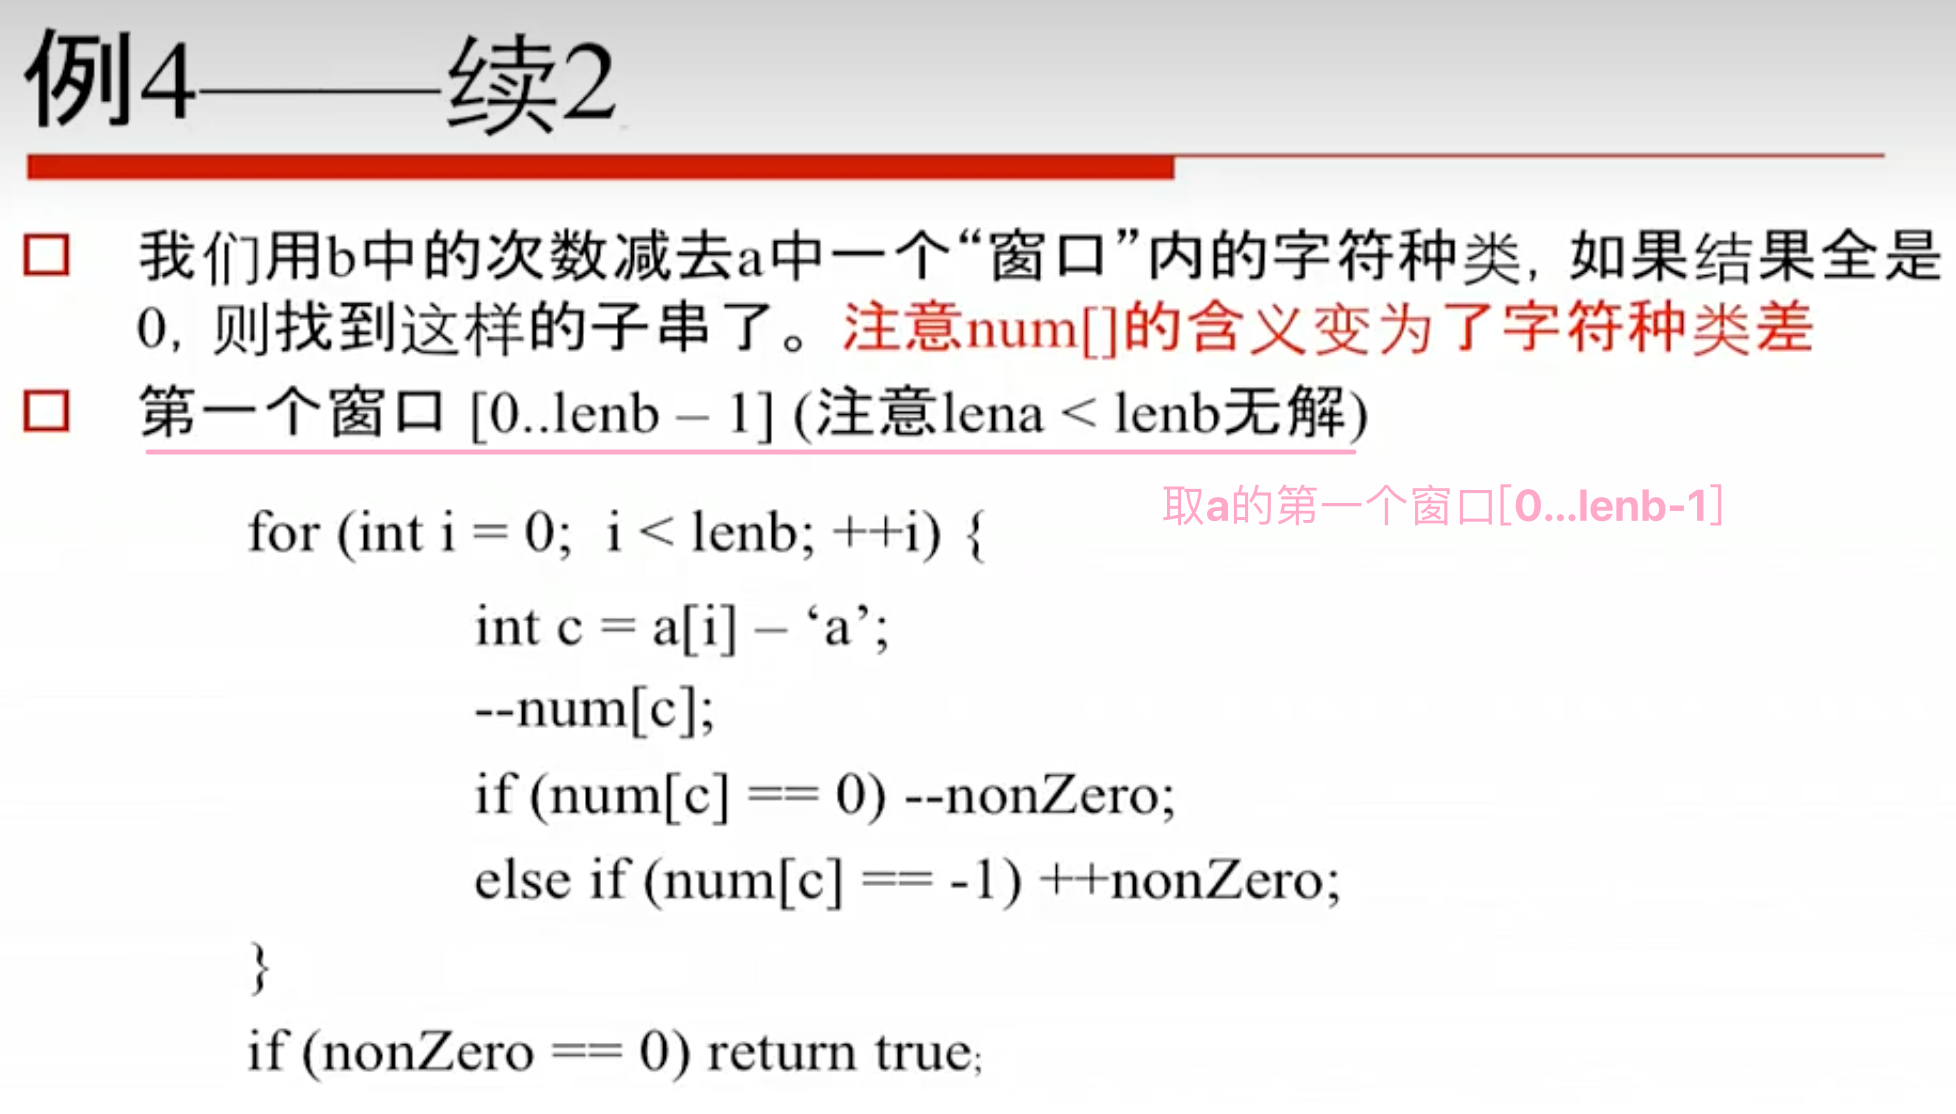 例4——续2
我们用b中的次数减去a中一个“窗口”内的字符种类, 如果结果全是
0, 则找到这样的子串了。注意num[]的含义变为了字符种类差
第一个窗口 [0..lenb – 1] (注意lena < lenb无解)
取a的第一个窗口[0...lenb-1]
for (int i = 0; i < lenb; ++i) {
int c = a[i] – ‘a’;
--num[c];
if (num[c] == 0) --nonZero;
else if (num[c] == -1) ++nonZero;
}
if (nonZero == 0) return true;